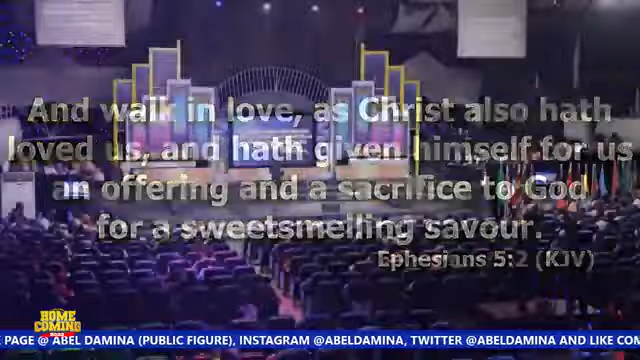 And walk in love, as Christ also hath
loved us, and hath given himself for us
an offering and a sacrifice to God
for a sweetsmelling savour.
Ephesians 5:2 (KJV)
HOME
COMING
PAGE @ ABEL DAMINA (PUBLIC FIGURE), INSTAGRAM @ABELDAMINA, TWITTER @ABELDAMINA AND LIKE